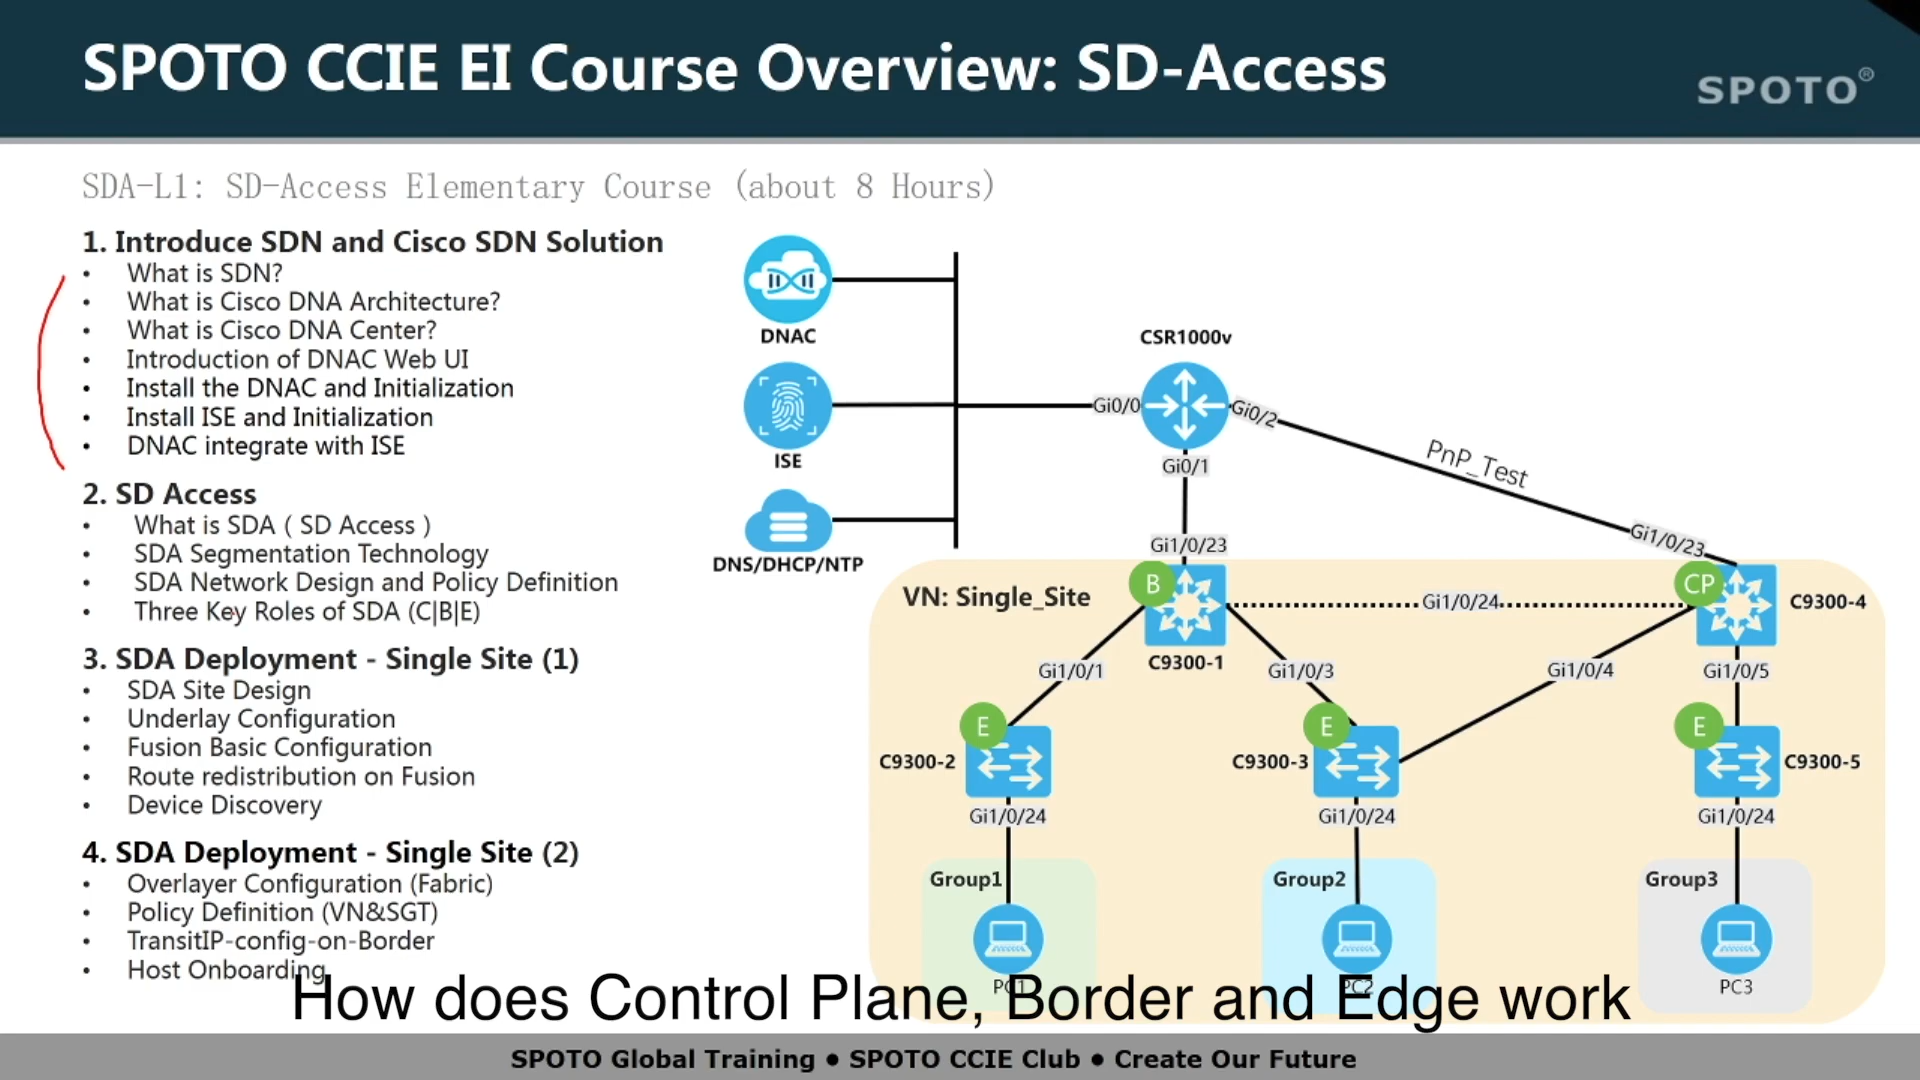 SPOTO CCIE EI Course Overview: SD-Access
SPOTO®
SDA-L1: SD-Access Elementary Course (about 8 Hours)
1. Introduce SDN and Cisco SDN Solution
• What is SDN?
• What is Cisco DNA Architecture?
• What is Cisco DNA Center?
• Introduction of DNAC Web UI
• Install the DNAC and Initialization
• Install ISE and Initialization
• DNAC integrate with ISE
2. SD Access
• What is SDA ( SD Access )
• SDA Segmentation Technology
• SDA Network Design and Policy Definition
• Three Key Roles of SDA (C|B|E)
3. SDA Deployment - Single Site (1)
• SDA Site Design
• Underlay Configuration
• Fusion Basic Configuration
• Route redistribution on Fusion
• Device Discovery
4. SDA Deployment - Single Site (2)
• Overlayer Configuration (Fabric)
• Policy Definition (VN&SGT)
• TransitIP-config-on-Border
• Host Onboarding
DNAC
ISE
DNS/DHCP/NTP
CSR1000v
Gi0/0
Gi0/2
Gi0/1
PnP_Test
Gi1/0/23
Gi1/0/23
VN: Single_Site
B
Gi1/0/24
CP
C9300-4
C9300-1
Gi1/0/1
Gi1/0/3
Gi1/0/4
Gi1/0/5
E
E
E
C9300-2
C9300-3
C9300-5
Gi1/0/24
Gi1/0/24
Gi1/0/24
Group1
Group2
Group3
PC1
PC2
PC3
How does Control Plane, Border and Edge work
SPOTO Global Training ● SPOTO CCIE Club ● Create Our Future